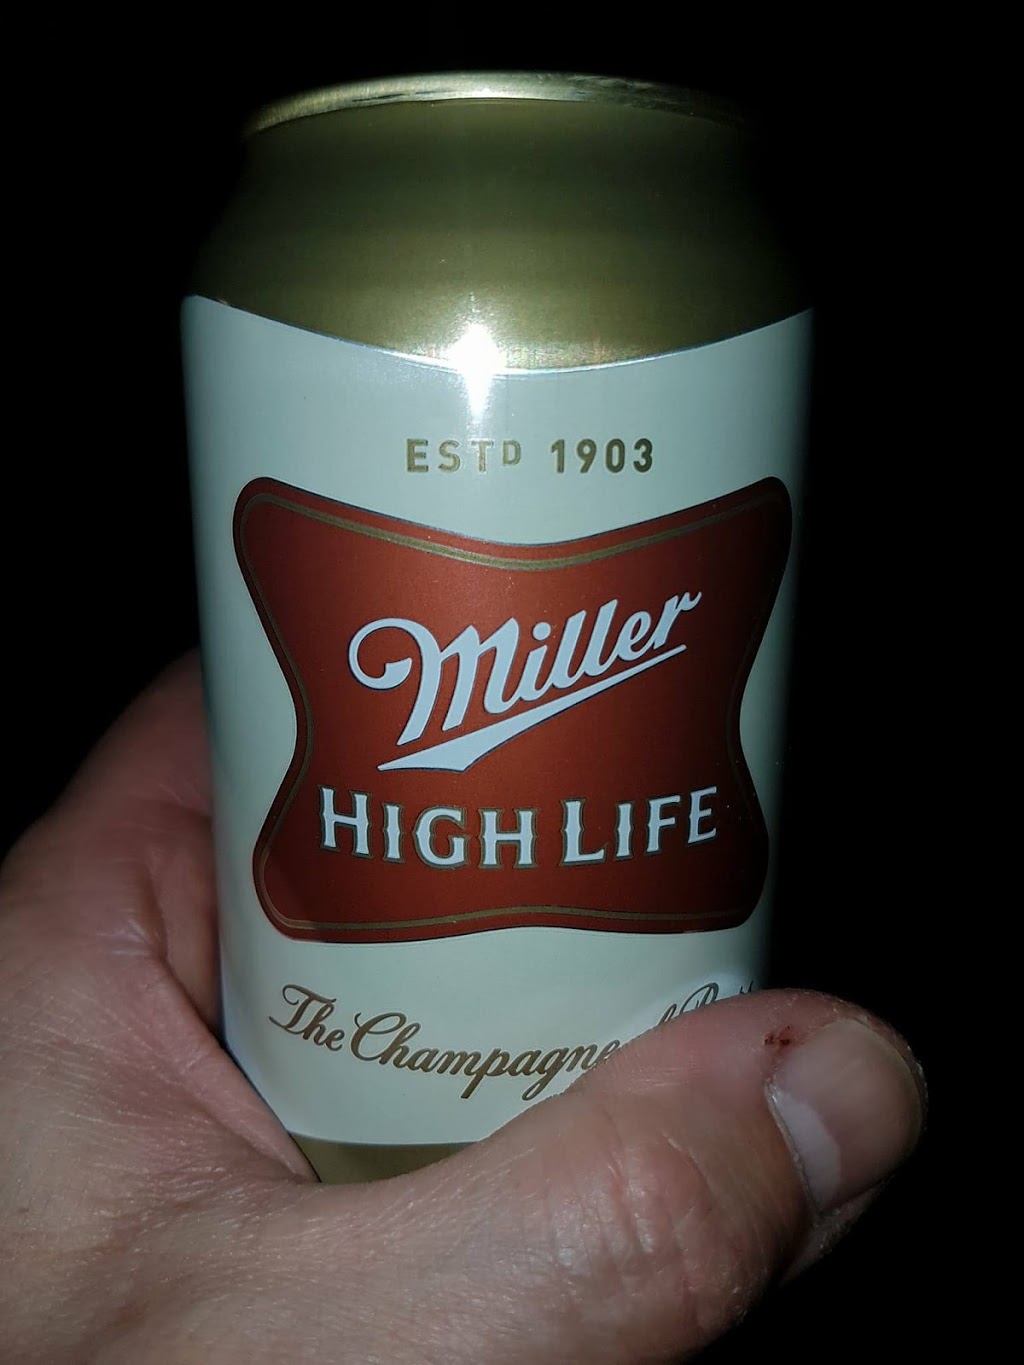 ESTD 1903
Miller
HIGH LIFE
The Champagne